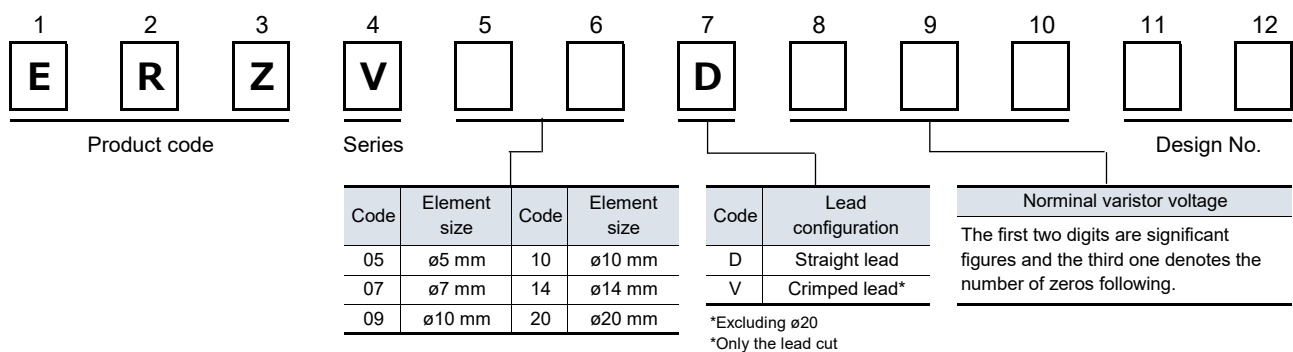 1 2 3 4 5 6 7 8 9 10 11 12
E R Z V D
Product code Series Design No.
Code Element size Code Element size
05 ø5 mm 10 ø10 mm
07 ø7 mm 14 ø14 mm
09 ø10 mm 20 ø20 mm
Code Lead configuration
D Straight lead
V Crimped lead*
*Excluding ø20
*Only the lead cut
Norminal varistor voltage
The first two digits are significant
figures and the third one denotes the
number of zeros following.